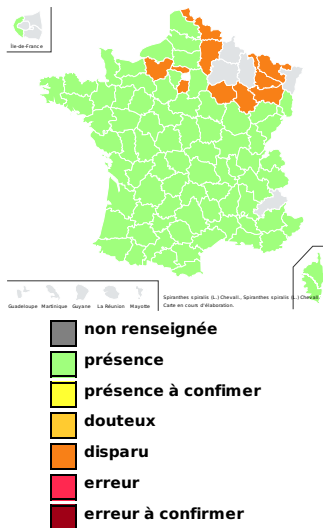 Île-de-France
Guadeloupe Martinique Guyane La Réunion Mayotte
Spiranthes spiralis (L.) Chevall., Spiranthes spiralis (L.) Chevall.
Carte en cours d'élaboration.
non renseignée
présence
présence à confimer
douteux
disparu
erreur
erreur à confirmer